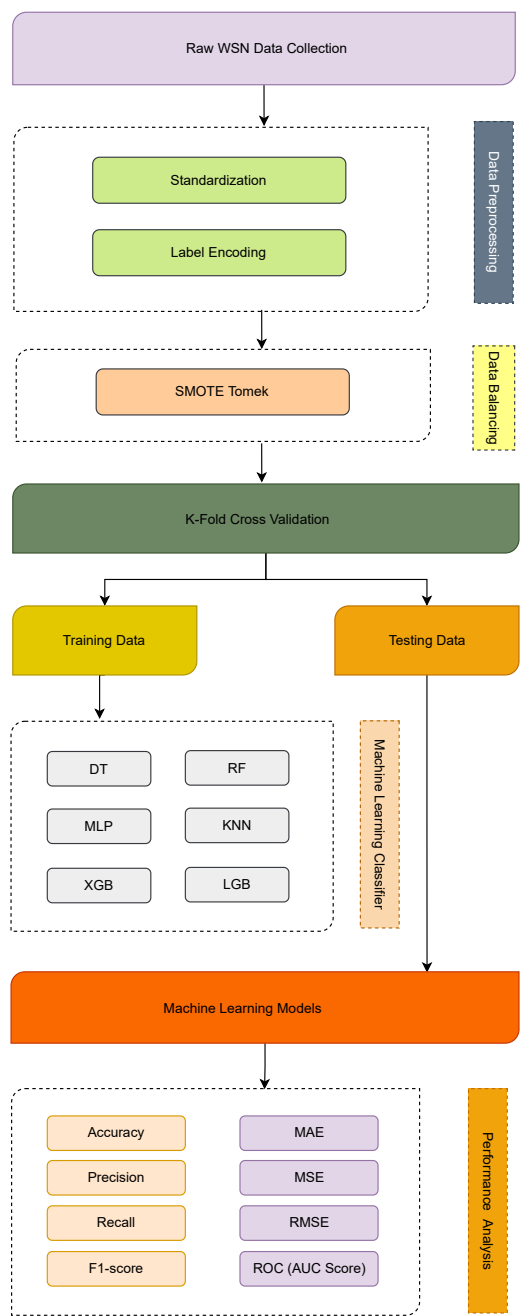 Raw WSN Data Collection
Standardization
Label Encoding
Data Preprocessing
SMOTE Tomek
Data Balancing
K-Fold Cross Validation
Training Data
Testing Data
DT
RF
MLP
KNN
XGB
LGB
Machine Learning Classifier
Machine Learning Models
Accuracy
MAE
Precision
MSE
Recall
RMSE
F1-score
ROC (AUC Score)
Performance Analysis